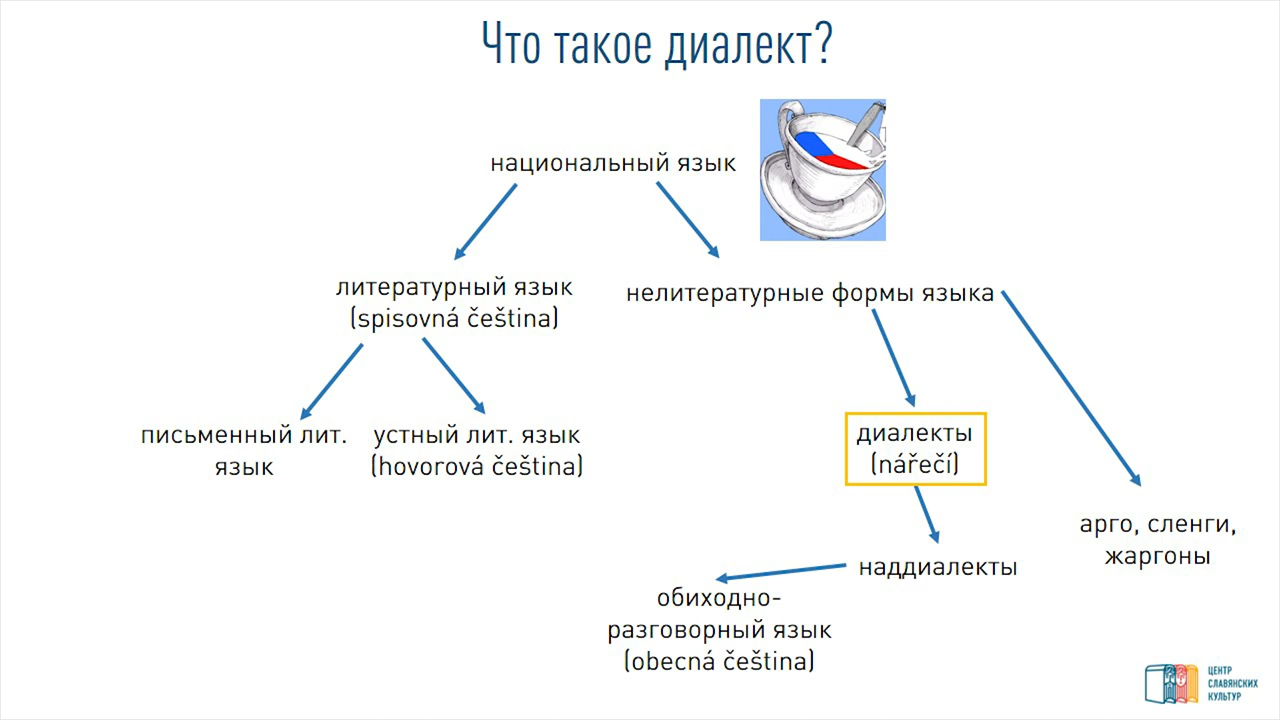 Что такое диалект?
национальный язык
литературный язык
(spisovná čeština)
нелитературные формы языка
письменный лит.
язык
устный лит. язык
(hovorová čeština)
диалекты
(nářečí)
арго, сленги,
жаргоны
наддиалекты
обиходно-
разговорный язык
(obecná čeština)
ЦЕНТР
СЛАВЯНСКИХ
КУЛЬТУР